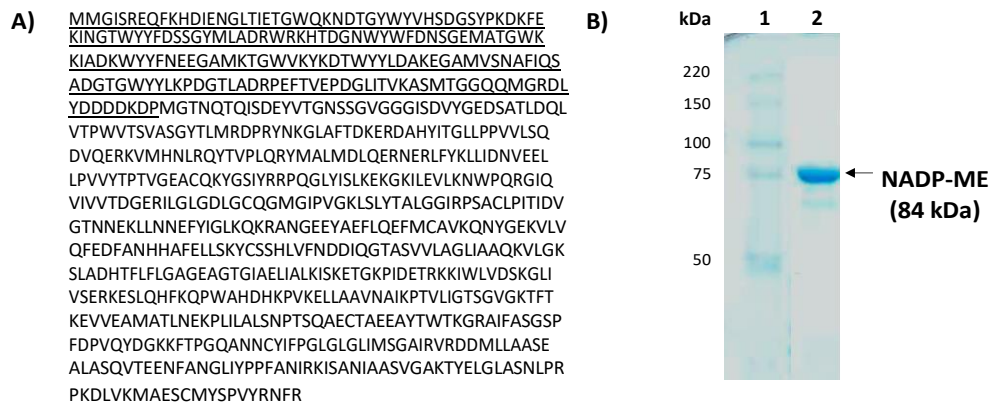 A)
MMGISREQFKHDIENGLTIETGWQKNDTGYWYVHSDGSYPKDKFE
KINGTWYYFDSSGYMLADRWRKHTDGNWYWFDNSGEMATGWK
KIADKWYYFNEEGAMKTGWVKYKDTWYYLDAKEGAMVSNAFIQS
ADGTGWYYLKPDGTLADRPEFTVEPDGLITVKASMTGGQQMGRDL
YDDDDKDPMGTNQTQISDEYVTGNSSGVGGGISDVYGEDSATLDQL
VTPWVTSVASGYTLMRDPRYNKGLAFTDKERDAHYITGLLPPVVLSQ
DVQERKVMHNLRQYTVPLQRYMALMDLQERNERLFYKLLIDNVEEL
LPVVYTPTVGEACQKYGSIYRRPQGLYISLKEKGKILEVLKNWPQRGIQ
VIVVTDGERILGLGDLGCQGMGIPVGKLSLYTALGGIRPSACLPITIDV
GTNNEKLLNNEFYIGLKQKRANGEEYAEFLQEFMCAVKQNYGEKVLV
QFEDFANHHAFELLSKYCSSHLVFNDDIQGTASVVLAGLIAAQKVLGK
SLADHTFLFLGAGEAGTGIAELIALKISKETGKPIDETRKKIWLVDSKGLI
VSERKESLQHFKQPWAHDHKPVKELLAAVNAIKPTVLIGTSGVGKTFT
KEVVEAMATLNEKPLILALSNPTSQAECTAEEAYTWTKGRAIFASGSP
FDPVQYDGKKFTPGQANNCYIFPGLGLGLIMSGAIRVRDDMLLAASE
ALASQVTEENFANGLIYPPFANIRKISANIAASVGAKTYELGLASNLPR
PKDLVKMAESCMYSPVYRNFR
B)
kDa 1 2
220
150
100
75
50
NADP-ME
(84 kDa)